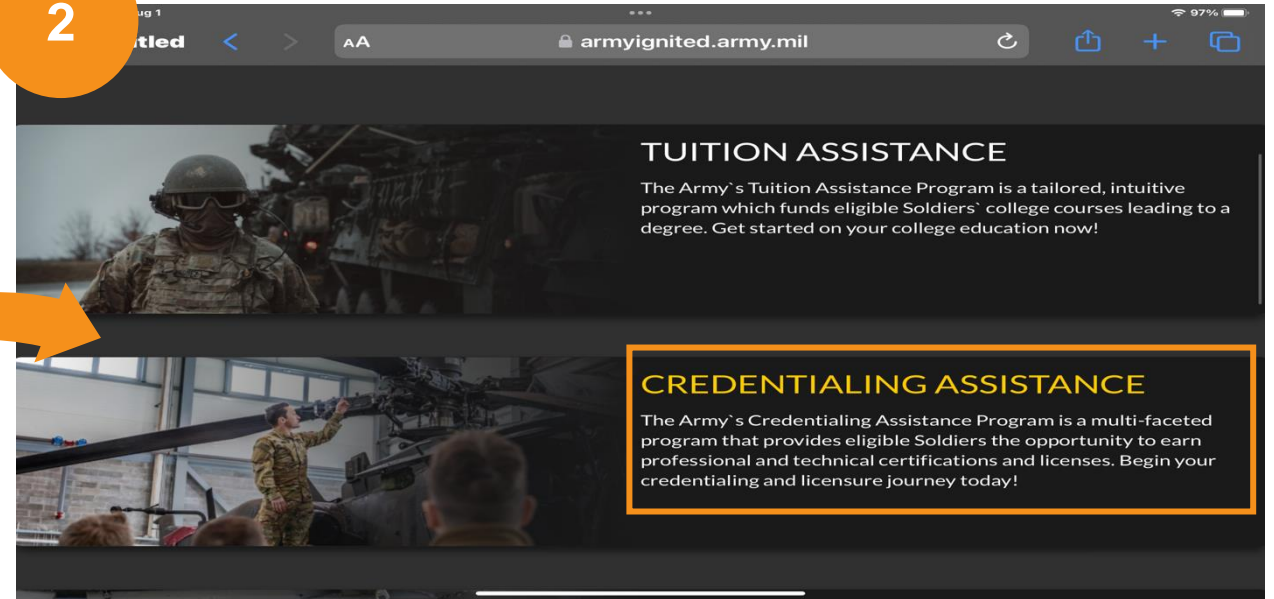 2
ug 1
97%
tled
AA
armyignited.army.mil
TUITION ASSISTANCE
The Army`s Tuition Assistance Program is a tailored, intuitive
program which funds eligible Soldiers` college courses leading to a
degree. Get started on your college education now!
CREDENTIALING ASSISTANCE
The Army`s Credentialing Assistance Program is a multi-faceted
program that provides eligible Soldiers the opportunity to earn
professional and technical certifications and licenses. Begin your
credentialing and licensure journey today!